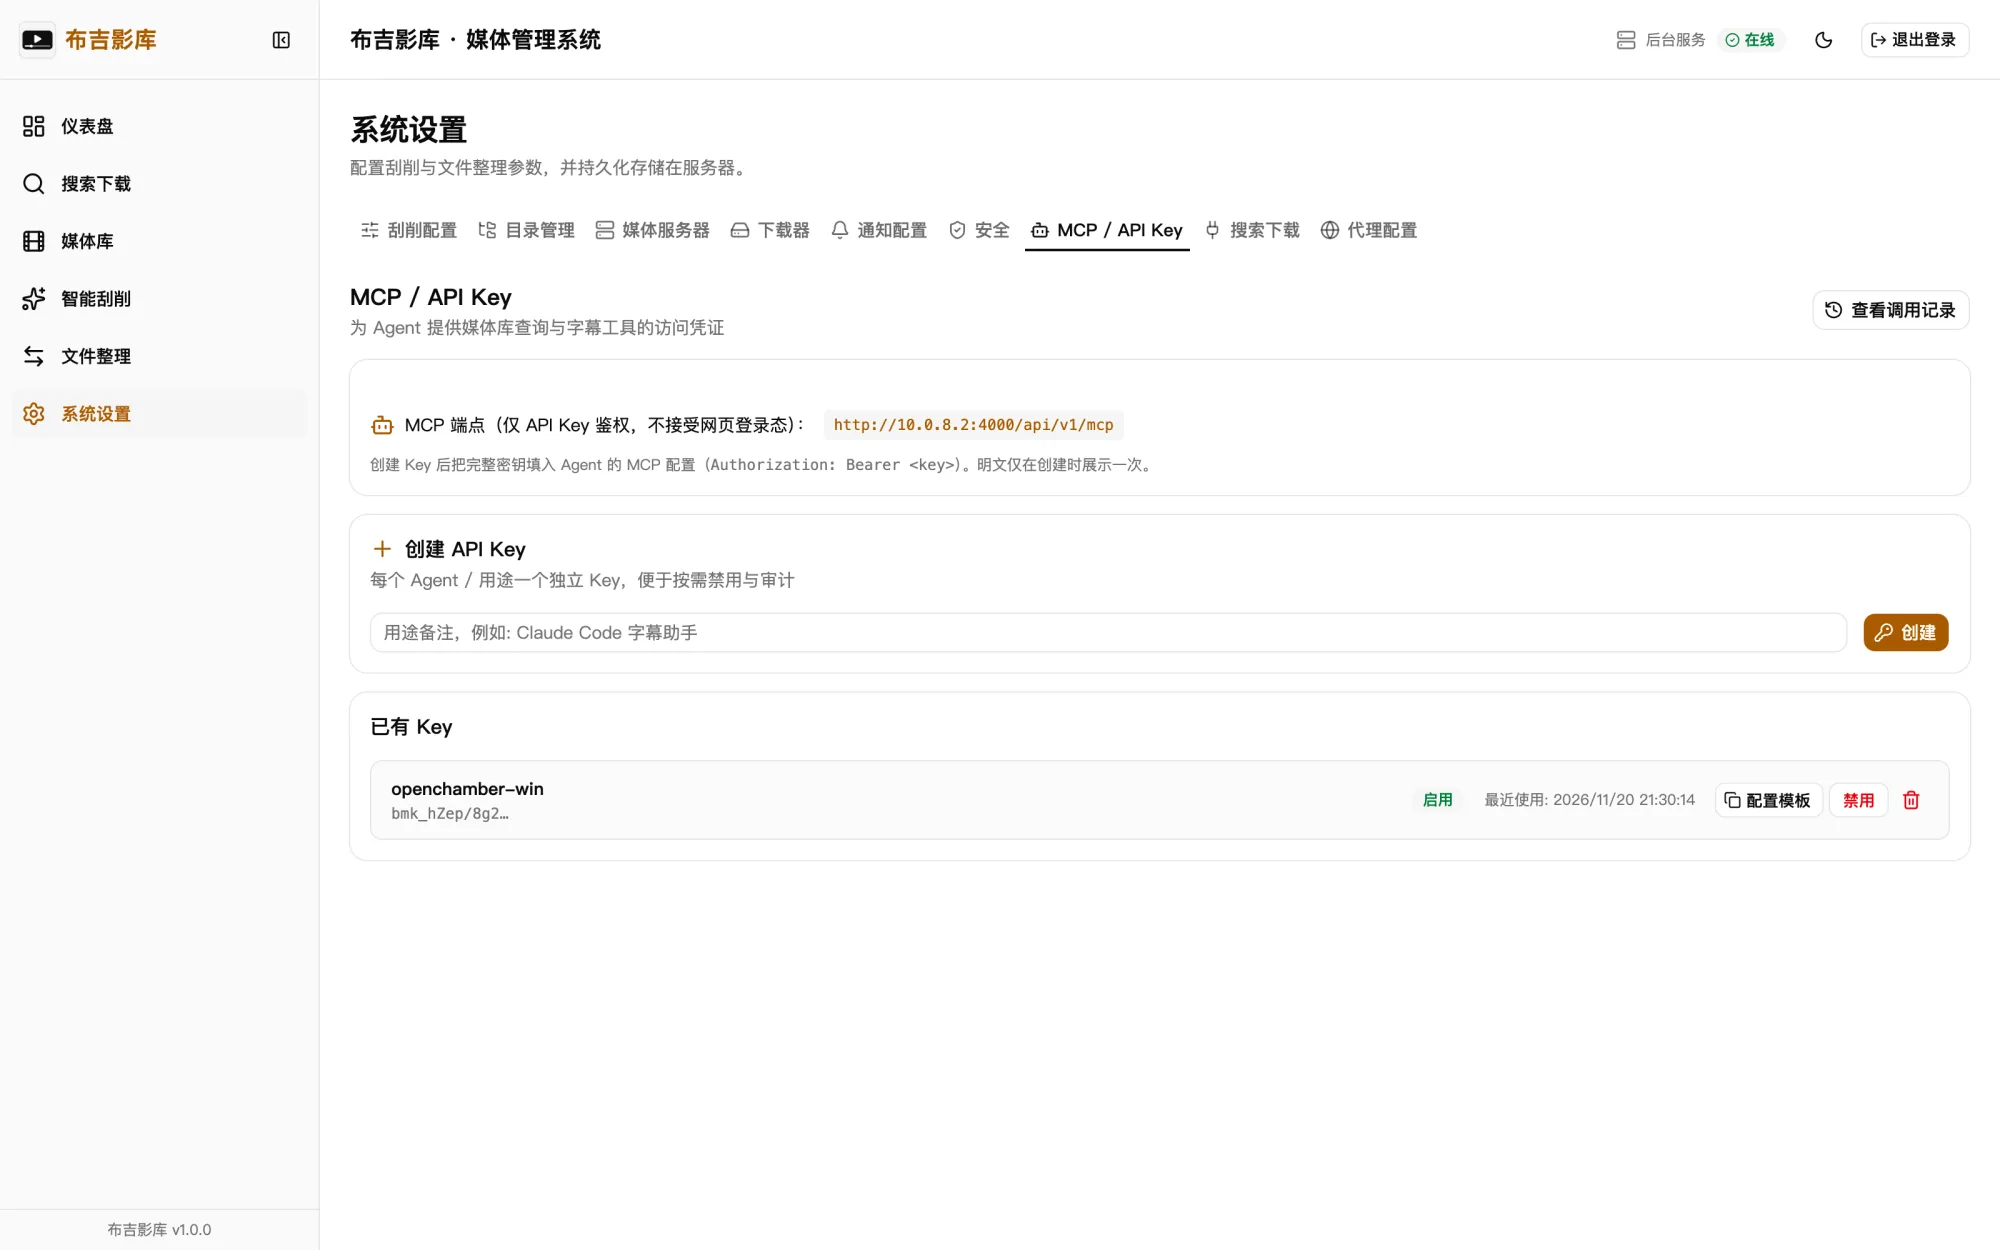 布吉影库
布吉影库 · 媒体管理系统
后台服务
在线
退出登录
仪表盘
搜索下载
媒体库
智能刮削
文件整理
系统设置
系统设置
配置刮削与文件整理参数，并持久化存储在服务器。
刮削配置 目录管理 媒体服务器 下载器 通知配置 安全 MCP / API Key 搜索下载 代理配置
MCP / API Key
为 Agent 提供媒体库查询与字幕工具的访问凭证
查看调用记录
MCP 端点（仅 API Key 鉴权，不接受网页登录态）： http://10.0.8.2:4000/api/v1/mcp
创建 Key 后把完整密钥填入 Agent 的 MCP 配置（Authorization: Bearer <key>）。明文仅在创建时展示一次。
创建 API Key
每个 Agent / 用途一个独立 Key，便于按需禁用与审计
用途备注，例如: Claude Code 字幕助手
创建
已有 Key
openchamber-win
bmk_hZep/8g2…
启用 最近使用: 2026/11/20 21:30:14 配置模板 禁用
布吉影库 v1.0.0